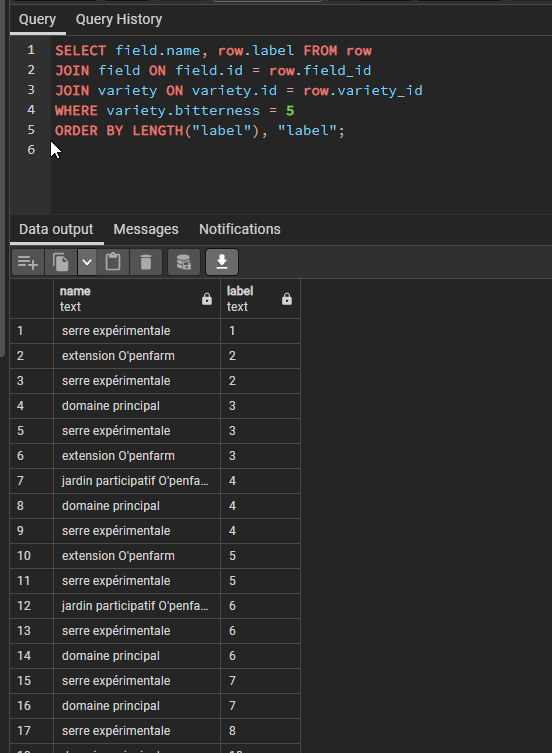 Query Query History
1 SELECT field.name, row.label FROM row
2 JOIN field ON field.id = row.field_id
3 JOIN variety ON variety.id = row.variety_id
4 WHERE variety.bitterness = 5
5 ORDER BY LENGTH("label"), "label";
6
Data output Messages Notifications
name label
text text
1 serre expérimentale 1
2 extension O'penfarm 2
3 serre expérimentale 2
4 domaine principal 3
5 serre expérimentale 3
6 extension O'penfarm 3
7 jardin participatif O'penfa... 4
8 domaine principal 4
9 serre expérimentale 4
10 extension O'penfarm 5
11 serre expérimentale 5
12 jardin participatif O'penfa... 6
13 serre expérimentale 6
14 domaine principal 6
15 serre expérimentale 7
16 domaine principal 7
17 serre expérimentale 8